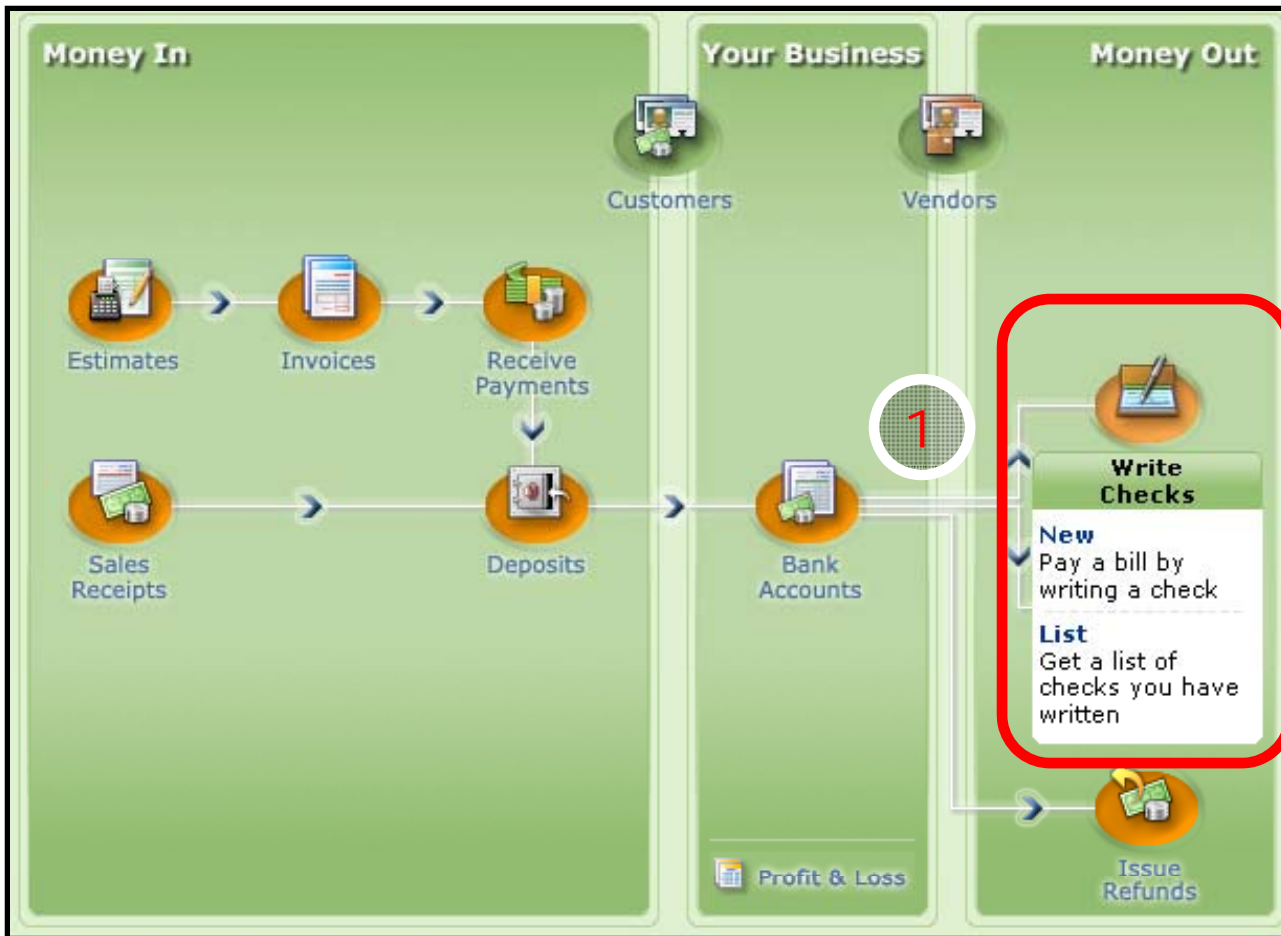 Money In
Your Business
Money Out
Customers
Vendors
Estimates
Invoices
Receive
Payments
1
Write
Checks
New
Pay a bill by
writing a check
List
Get a list of
checks you have
written
Sales
Receipts
Deposits
Bank
Accounts
Profit & Loss
Issue
Refunds